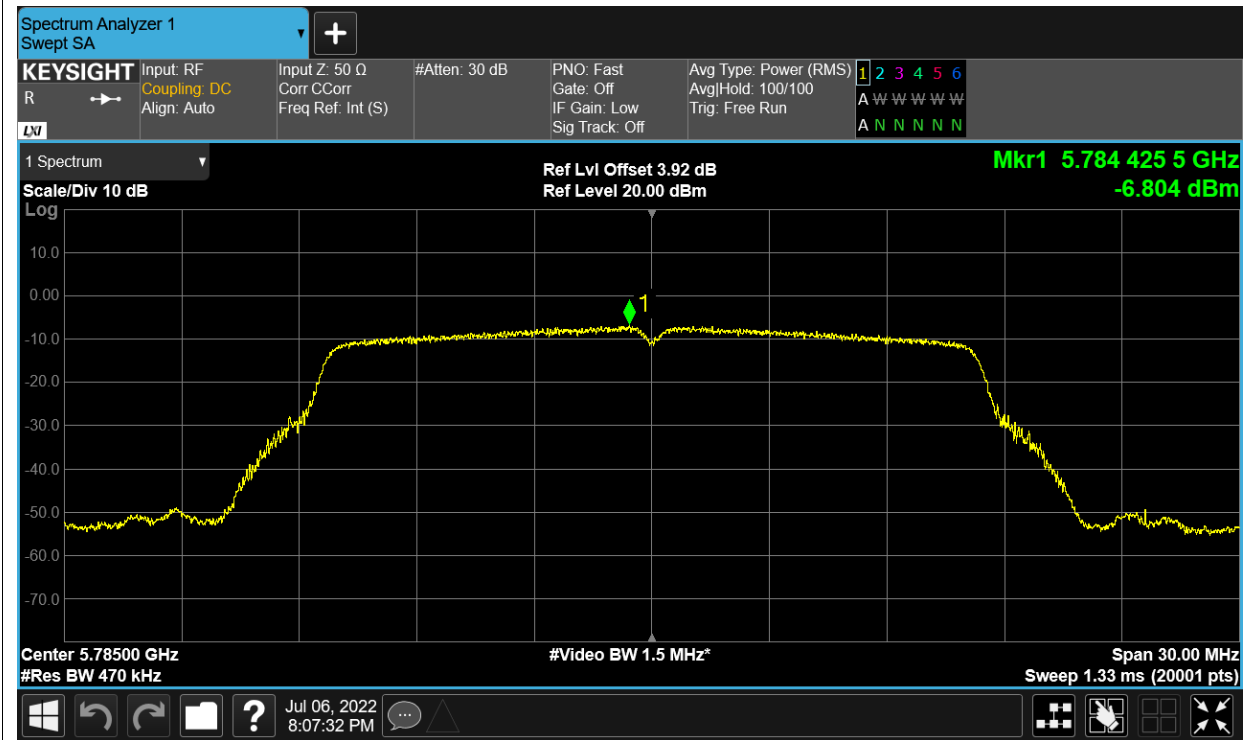 Spectrum Analyzer 1
Swept SA
KEYSIGHT
R
LXI
Input: RF
Coupling: DC
Align: Auto
Input Z: 50 Ω
Corr CCorr
Freq Ref: Int (S)
#Atten: 30 dB
PNO: Fast
Gate: Off
IF Gain: Low
Sig Track: Off
Avg Type: Power (RMS)
Avg|Hold: 100/100
Trig: Free Run
1 2 3 4 5 6
A W W W W W
A N N N N N
1 Spectrum
Scale/Div 10 dB
Ref Lvl Offset 3.92 dB
Ref Level 20.00 dBm
Mkr1 5.784 425 5 GHz
-6.804 dBm
Log
10.0
0.00
-10.0
-20.0
-30.0
-40.0
-50.0
-60.0
-70.0
1
Center 5.78500 GHz
#Res BW 470 kHz
#Video BW 1.5 MHz*
Span 30.00 MHz
Sweep 1.33 ms (20001 pts)
?
Jul 06, 2022
8:07:32 PM